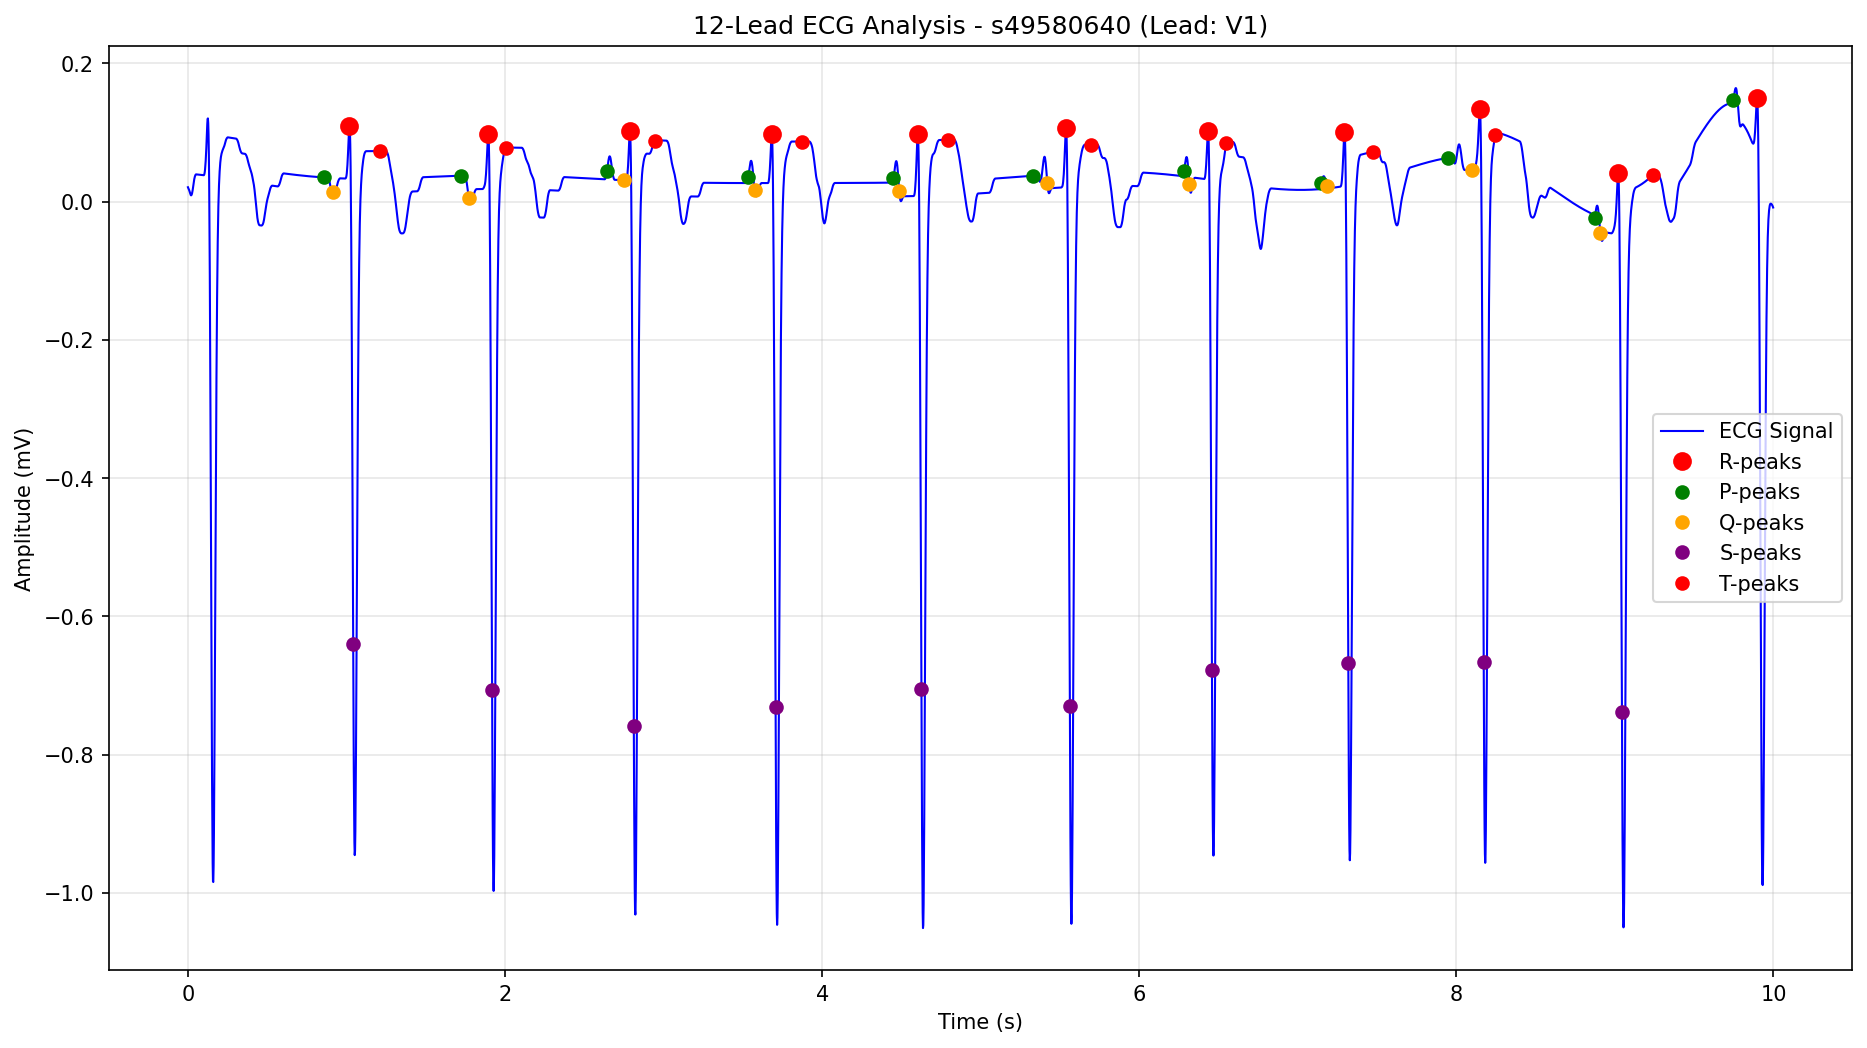 12-Lead ECG Analysis - s49580640 (Lead: V1)
Amplitude (mV)
0.2
0.0
−0.2
−0.4
−0.6
−0.8
−1.0
ECG Signal
R-peaks
P-peaks
Q-peaks
S-peaks
T-peaks
0 2 4 6 8 10
Time (s)